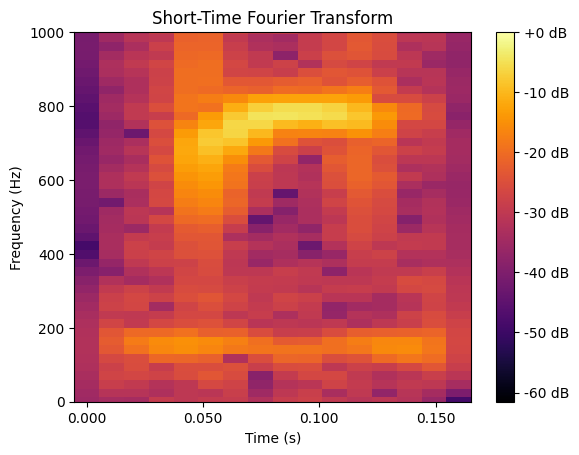 Short-Time Fourier Transform
1000
800
600
400
200
0
Frequency (Hz)
0.000
0.050
0.100
0.150
Time (s)
+0 dB
-10 dB
-20 dB
-30 dB
-40 dB
-50 dB
-60 dB